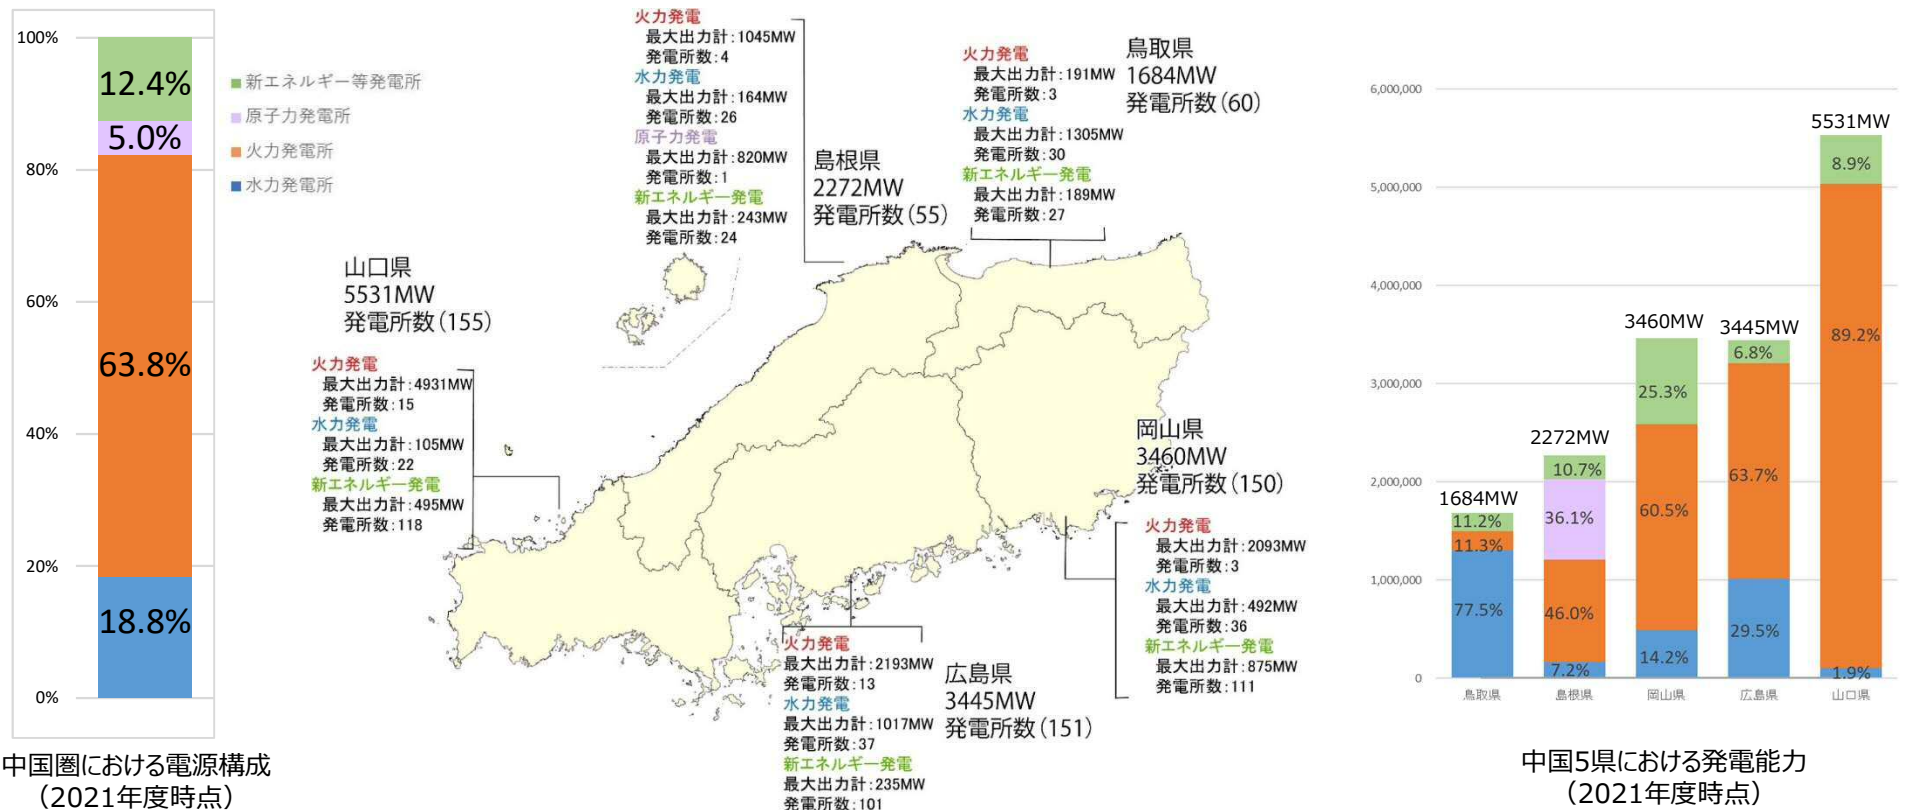 100%
80%
60%
40%
20%
0%
12.4%
5.0%
63.8%
18.8%
新エネルギー等発電所
原子力発電所
火力発電所
水力発電所
中国圏における電源構成
（2021年度時点）
火力発電
最大出力計:1045MW
発電所数:4
水力発電
最大出力計:164MW
発電所数:26
原子力発電
最大出力計:820MW
発電所数:1
新エネルギー発電
最大出力計:243MW
発電所数:24
島根県
2272MW
発電所数(55)
火力発電
最大出力計:191MW
発電所数:3
水力発電
最大出力計:1305MW
発電所数:30
新エネルギー発電
最大出力計:189MW
発電所数:27
鳥取県
1684MW
発電所数(60)
山口県
5531MW
発電所数(155)
火力発電
最大出力計:4931MW
発電所数:15
水力発電
最大出力計:105MW
発電所数:22
新エネルギー発電
最大出力計:495MW
発電所数:118
岡山県
3460MW
発電所数(150)
火力発電
最大出力計:2093MW
発電所数:3
水力発電
最大出力計:492MW
発電所数:36
新エネルギー発電
最大出力計:875MW
発電所数:111
火力発電
最大出力計:2193MW
発電所数:13
水力発電
最大出力計:1017MW
発電所数:37
新エネルギー発電
最大出力計:235MW
発電所数:101
広島県
3445MW
発電所数(151)
6,000,000
5,000,000
4,000,000
3,000,000
2,000,000
1,000,000
0
1684MW
11.2%
11.3%
77.5%
鳥取県
2272MW
10.7%
36.1%
46.0%
7.2%
島根県
3460MW
25.3%
60.5%
14.2%
岡山県
3445MW
6.8%
63.7%
29.5%
広島県
5531MW
8.9%
89.2%
1.9%
山口県
中国5県における発電能力
（2021年度時点）